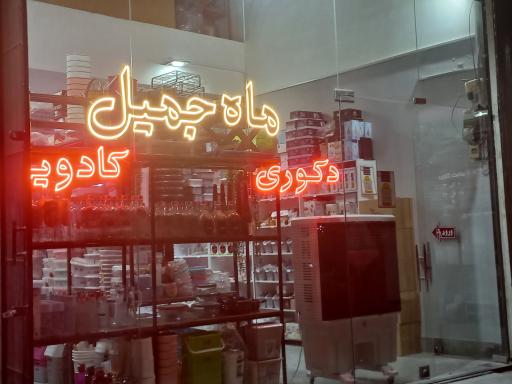 ماه جمیل
دکوری
کادویی